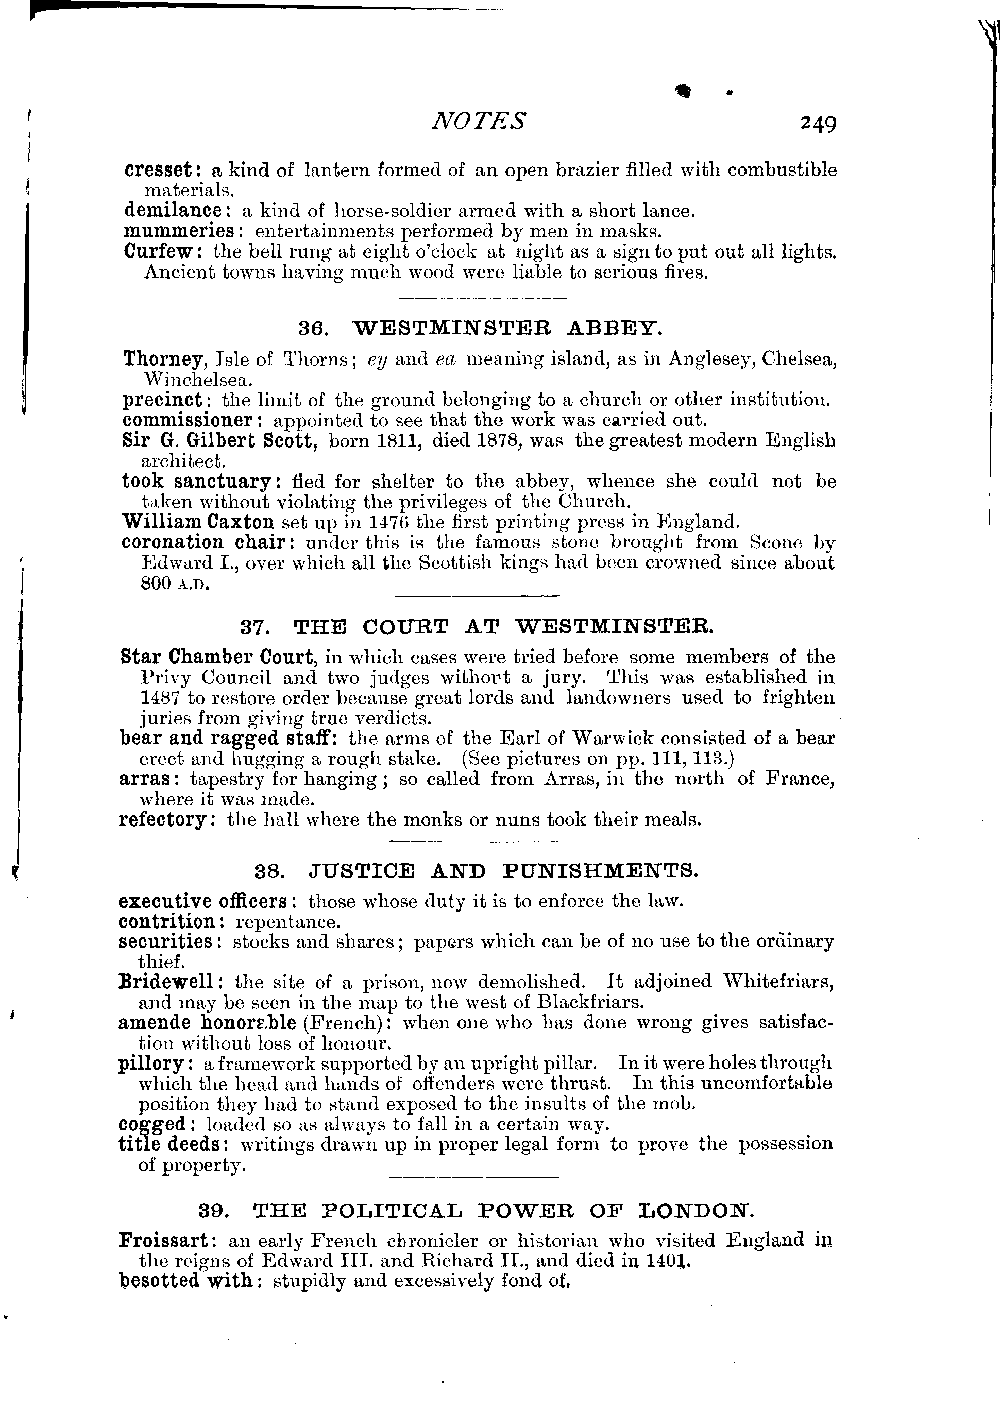 NOTES 249
cresset: a kind of lantern formed of an open brazier filled with combustible
materials.
demilance: a kind of horse-soldier armed with a short lance.
mummeries: entertainments performed by men in masks.
Curfew: the bell rung at eight o'clock at night as a sign to put out all lights.
Ancient towns having much wood were liable to serious fires.
36. WESTMINSTER ABBEY.
Thorney, Isle of Thorns; ey and ea meaning island, as in Anglesey, Chelsea,
Winchelsea.
precinct: the limit of the ground belonging to a church or other institution.
commissioner: appointed to see that the work was carried out.
Sir G. Gilbert Scott, born 1811, died 1878, was the greatest modern English
architect.
took sanctuary: fled for shelter to the abbey, whence she could not be
taken without violating the privileges of the Church.
William Caxton set up in 1476 the first printing press in England.
coronation chair: under this is the famous stone brought from Scone by
Edward I., over which all the Scottish kings had been crowned since about
800 A.D.
37. THE COURT AT WESTMINSTER.
Star Chamber Court, in which cases were tried before some members of the
Privy Council and two judges without a jury. This was established in
1487 to restore order because great lords and landowners used to frighten
juries from giving true verdicts.
bear and ragged staff: the arms of the Earl of Warwick consisted of a bear
erect and hugging a rough stake. (See pictures on pp. 111, 113.)
arras: tapestry for hanging; so called from Arras, in the north of France,
where it was made.
refectory: the hall where the monks or nuns took their meals.
38. JUSTICE AND PUNISHMENTS.
executive officers: those whose duty it is to enforce the law.
contrition: repentance.
securities: stocks and shares; papers which can be of no use to the ordinary
thief.
Bridewell: the site of a prison, now demolished. It adjoined Whitefriars,
and may be seen in the map to the west of Blackfriars.
amende honorable (French): when one who has done wrong gives satisfac-
tion without loss of honour.
pillory: a framework supported by an upright pillar. In it were holes through
which the head and hands of offenders were thrust. In this uncomfortable
position they had to stand exposed to the insults of the mob.
cogged: loaded so as always to fall in a certain way.
title deeds: writings drawn up in proper legal form to prove the possession
of property.
39. THE POLITICAL POWER OF LONDON.
Froissart: an early French chronicler or historian who visited England in
the reigns of Edward III. and Richard II., and died in 1401.
besotted with: stupidly and excessively fond of.